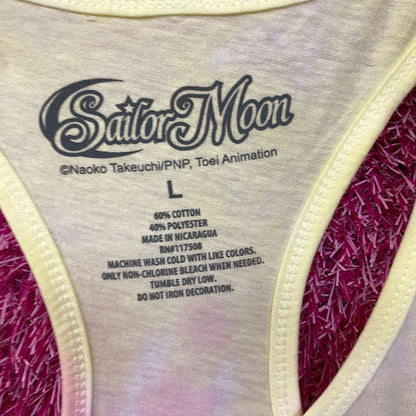 Sailor Moon
©Naoko Takeuchi/PNP, Toei Animation
L
60% COTTON
40% POLYESTER
MADE IN NICARAGUA
RN#117508
MACHINE WASH COLD WITH LIKE COLORS.
ONLY NON-CHLORINE BLEACH WHEN NEEDED.
TUMBLE DRY LOW.
DO NOT IRON DECORATION.